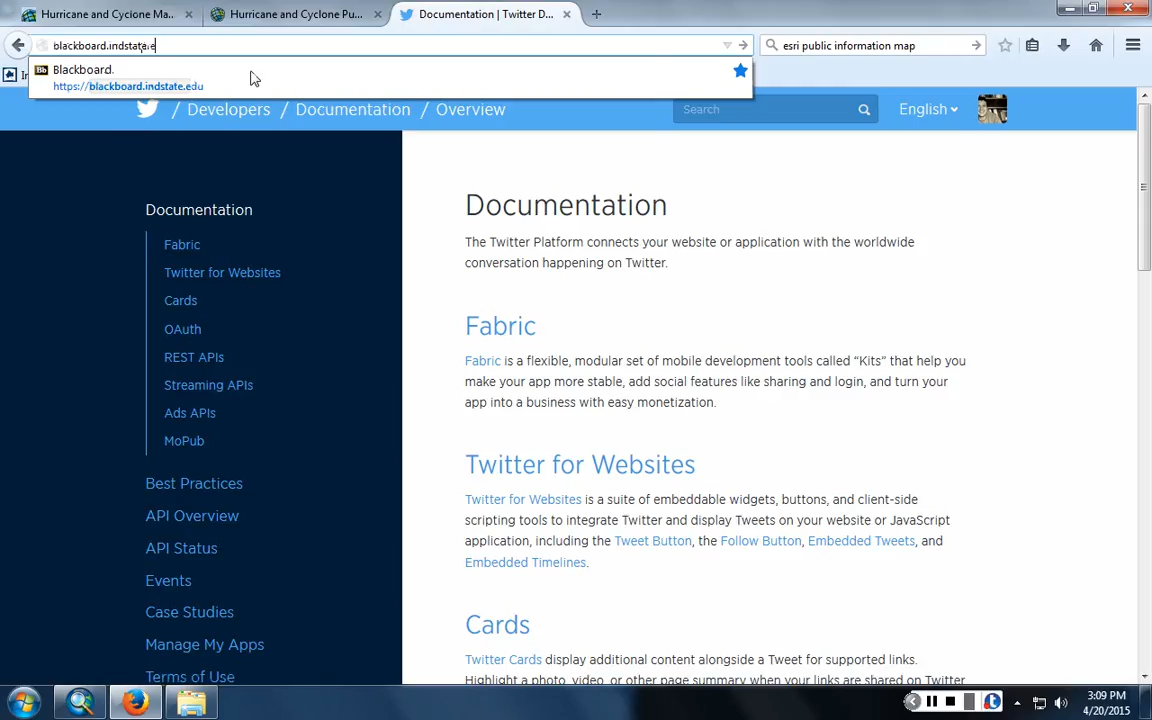 Hurricane and Cyclone Ma...
Hurricane and Cyclone Pu...
Documentation | Twitter D...
blackboard.indstate.e
esri public information map
Blackboard.
https://blackboard.indstate.edu
/ Developers / Documentation / Overview
Search
English
Documentation
Fabric
Twitter for Websites
Cards
OAuth
REST APIs
Streaming APIs
Ads APIs
MoPub
Best Practices
API Overview
API Status
Events
Case Studies
Manage My Apps
Terms of Use
Documentation
The Twitter Platform connects your website or application with the worldwide
conversation happening on Twitter.
Fabric
Fabric is a flexible, modular set of mobile development tools called “Kits” that help you
make your app more stable, add social features like sharing and login, and turn your
app into a business with easy monetization.
Twitter for Websites
Twitter for Websites is a suite of embeddable widgets, buttons, and client-side
scripting tools to integrate Twitter and display Tweets on your website or JavaScript
application, including the Tweet Button, the Follow Button, Embedded Tweets, and
Embedded Timelines.
Cards
Twitter Cards display additional content alongside a Tweet for supported links.
Highlight a photo, video, or other page summary when your links are shared on Twitter
3:09 PM
4/20/2015